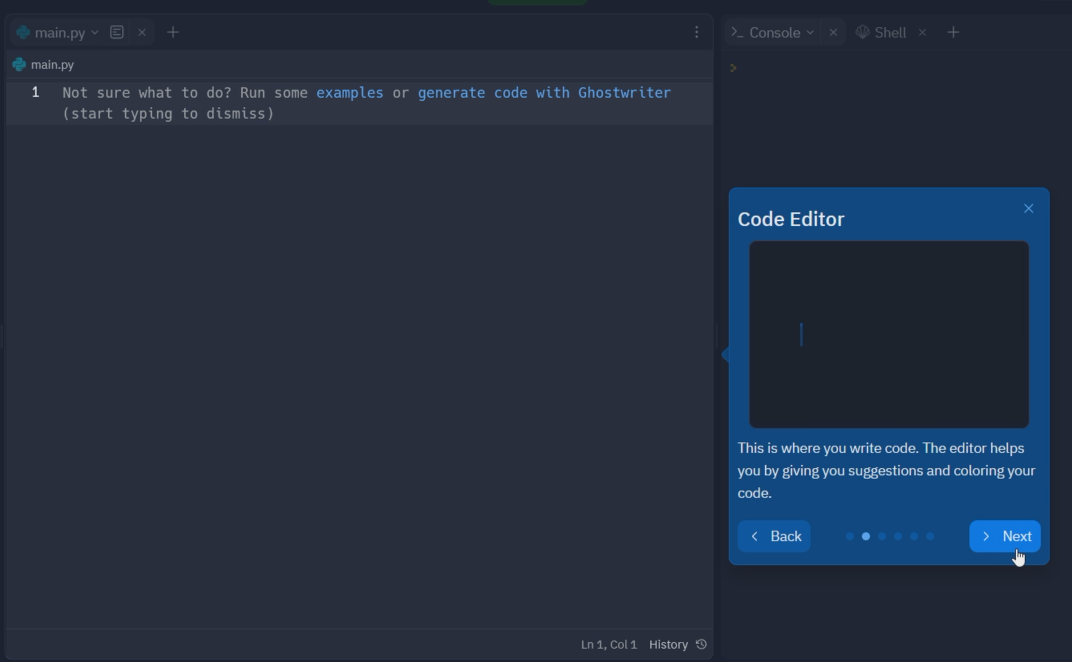 main.py
Console
Shell
main.py
1 Not sure what to do? Run some examples or generate code with Ghostwriter
(start typing to dismiss)
Code Editor
This is where you write code. The editor helps
you by giving you suggestions and coloring your
code.
Back
Next
Ln 1, Col 1 History